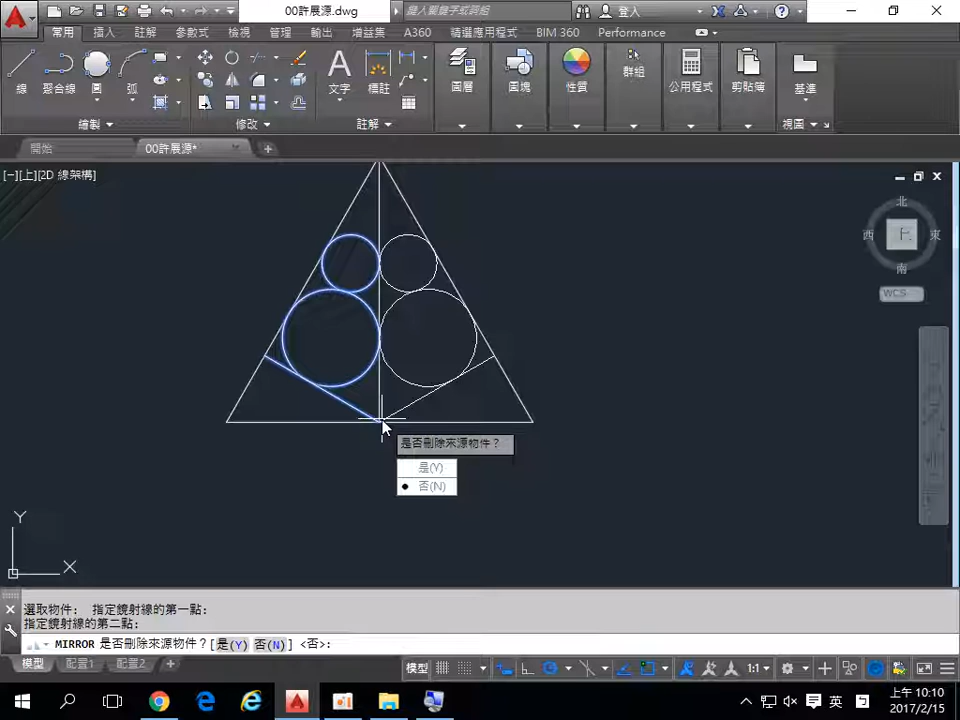 00許展源.dwg
鍵入關鍵字或詞組
登入
常用 插入 註解 參數式 檢視 管理 輸出 增益集 A360 精選應用程式 BIM 360 Performance
線 聚合線 圓 弧 文字 標註 圖層 圖塊 性質 群組 公用程式 剪貼簿 基準
繪製 修改 註解 視圖
開始 00許展源*
[−][上][2D 線架構]
北
西 上 東
南
WCS
是否刪除來源物件？
是(Y)
否(N)
Y
X
選取物件: 指定鏡射線的第一點:
指定鏡射線的第二點:
MIRROR 是否刪除來源物件？[是(Y) 否(N)] <否>:
模型 配置1 配置2 + 模型 1:1
英
上午 10:10
2017/2/15